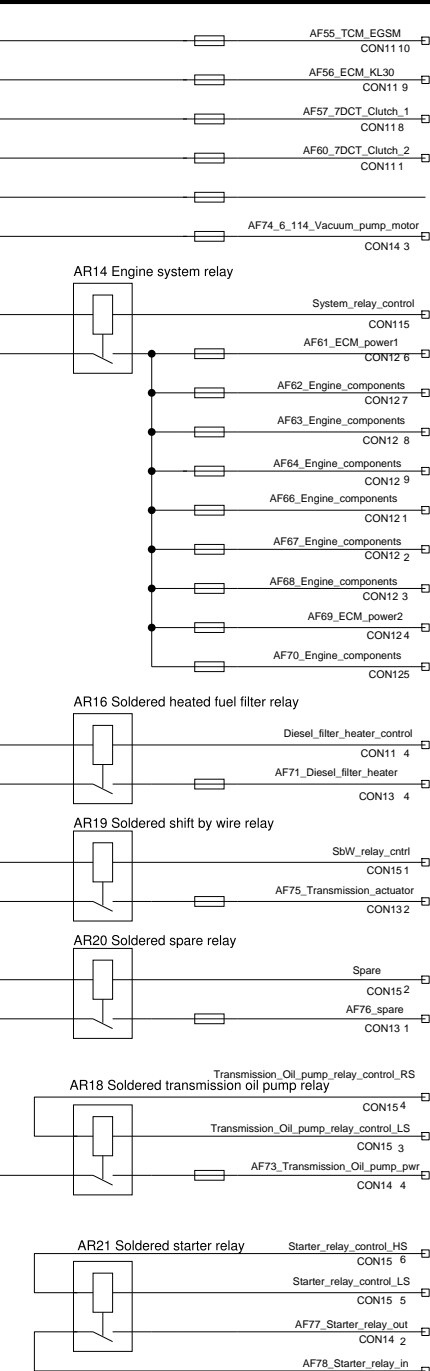 AF55_TCM_EGSM
CON11 10
AF56_ECM_KL30
CON11 9
AF57_7DCT_Clutch_1
CON11 8
AF60_7DCT_Clutch_2
CON11 1
AF74_6_114_Vacuum_pump_motor
CON14 3
AR14 Engine system relay
System_relay_control
CON115
AF61_ECM_power1
CON12 6
AF62_Engine_components
CON12 7
AF63_Engine_components
CON12 8
AF64_Engine_components
CON12 9
AF66_Engine_components
CON12 1
AF67_Engine_components
CON12 2
AF68_Engine_components
CON12 3
AF69_ECM_power2
CON12 4
AF70_Engine_components
CON125
AR16 Soldered heated fuel filter relay
Diesel_filter_heater_control
CON11 4
AF71_Diesel_filter_heater
CON13 4
AR19 Soldered shift by wire relay
SbW_relay_cntrl
CON15 1
AF75_Transmission_actuator
CON13 2
AR20 Soldered spare relay
Spare
CON15 2
AF76_spare
CON13 1
Transmission_Oil_pump_relay_control_RS
AR18 Soldered transmission oil pump relay
CON15 4
Transmission_Oil_pump_relay_control_LS
CON15 3
AF73_Transmission_Oil_pump_pwr
CON14 4
AR21 Soldered starter relay
Starter_relay_control_HS
CON15 6
Starter_relay_control_LS
CON15 5
AF77_Starter_relay_out
CON14 2
AF78_Starter_relay_in